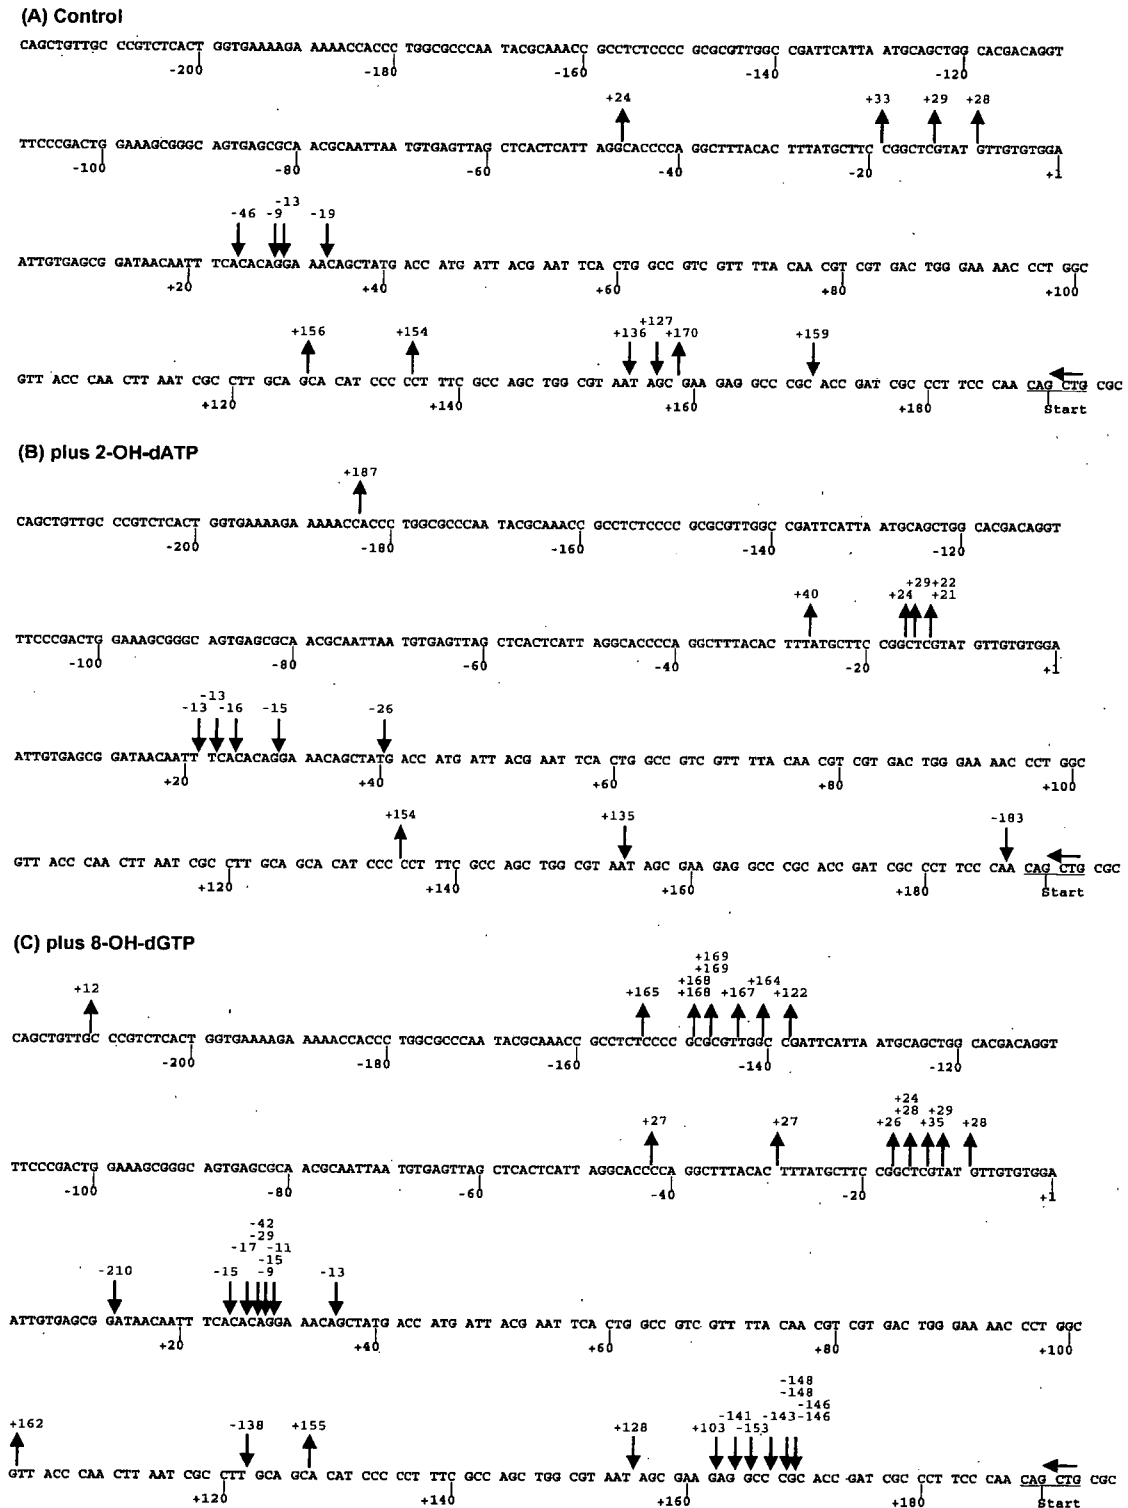 (A) Control
CAGCTGTTGC CCGTCTCACT GGTGAAAAGA AAAACCACCC TGGCGCCCAA TACGCAAACC GCCTCTCCCC GCGCGTTGGC CGATTCATTA ATGCAGCTGG CACGACAGGT
-200 -180 -160 -140 -120
+24 +33 +29 +28
TTCCCGACTG GAAAGCGGGC AGTGAGCGCA ACGCAATTAA TGTGAGTTAG CTCACTCATT AGGCACCCCA GGCTTTACAC TTTATGCTTC CGGCTCGTAT GTTGTGTGGA
-100 -80 -60 -40 -20 +1
-13
-46 -9 -19
ATTGTGAGCG GATAACAATT TCACACAGGA AACAGCTATG ACC ATG ATT ACG AAT TCA CTG GCC GTC GTT TTA CAA CGT CGT GAC TGG GAA AAC CCT GGC
+20 +40 +60 +80 +100
+127
+156 +154 +136 +170 +159
GTT ACC CAA CTT AAT CGC CTT GCA GCA CAT CCC CCT TTC GCC AGC TGG CGT AAT AGC GAA GAG GCC CGC ACC GAT CGC CCT TCC CAA CAG CTG CGC
+120 +140 +160 +180 Start
(B) plus 2-OH-dATP
+187
CAGCTGTTGC CCGTCTCACT GGTGAAAAGA AAAACCACCC TGGCGCCCAA TACGCAAACC GCCTCTCCCC GCGCGTTGGC CGATTCATTA ATGCAGCTGG CACGACAGGT
-200 -180 -160 -140 -120
+29+22
+40 +24 +21
TTCCCGACTG GAAAGCGGGC AGTGAGCGCA ACGCAATTAA TGTGAGTTAG CTCACTCATT AGGCACCCCA GGCTTTACAC TTTATGCTTC CGGCTCGTAT GTTGTGTGGA
-100 -80 -60 -40 -20 +1
-13
-13 -16 -15 -26
ATTGTGAGCG GATAACAATT TCACACAGGA AACAGCTATG ACC ATG ATT ACG AAT TCA CTG GCC GTC GTT TTA CAA CGT CGT GAC TGG GAA AAC CCT GGC
+20 +40 +60 +80 +100
+154 +135 -183
GTT ACC CAA CTT AAT CGC CTT GCA GCA CAT CCC CCT TTC GCC AGC TGG CGT AAT AGC GAA GAG GCC CGC ACC GAT CGC CCT TCC CAA CAG CTG CGC
+120 +140 +160 +180 Start
(C) plus 8-OH-dGTP
+169
+169
+168 +164
+12 +165 +168 +167 +122
CAGCTGTTGC CCGTCTCACT GGTGAAAAGA AAAACCACCC TGGCGCCCAA TACGCAAACC GCCTCTCCCC GCGCGTTGGC CGATTCATTA ATGCAGCTGG CACGACAGGT
-200 -180 -160 -140 -120
+24
+28 +29
+27 +27 +26 +35 +28
TTCCCGACTG GAAAGCGGGC AGTGAGCGCA ACGCAATTAA TGTGAGTTAG CTCACTCATT AGGCACCCCA GGCTTTACAC TTTATGCTTC CGGCTCGTAT GTTGTGTGGA
-100 -80 -60 -40 -20 +1
-42
-29
-17 -11
-15
-210 -15 -9 -13
ATTGTGAGCG GATAACAATT TCACACAGGA AACAGCTATG ACC ATG ATT ACG AAT TCA CTG GCC GTC GTT TTA CAA CGT CGT GAC TGG GAA AAC CCT GGC
+20 +40 +60 +80 +100
-148
-148
-146
-141 -143 -146
+162 -138 +155 +128 +103 -153
GTT ACC CAA CTT AAT CGC CTT GCA GCA CAT CCC CCT TTC GCC AGC TGG CGT AAT AGC GAA GAG GCC CGC ACC GAT CGC CCT TCC CAA CAG CTG CGC
+120 +140 +160 +180 Start